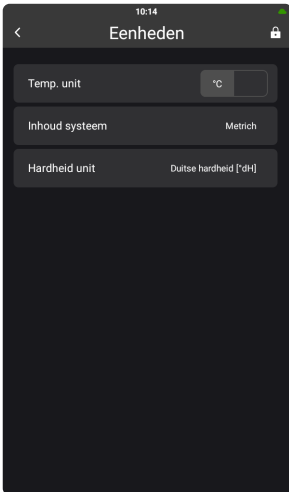 10:14
Eenheden
Temp. unit °C
Inhoud systeem Metrich
Hardheid unit Duitse hardheid [°dH]